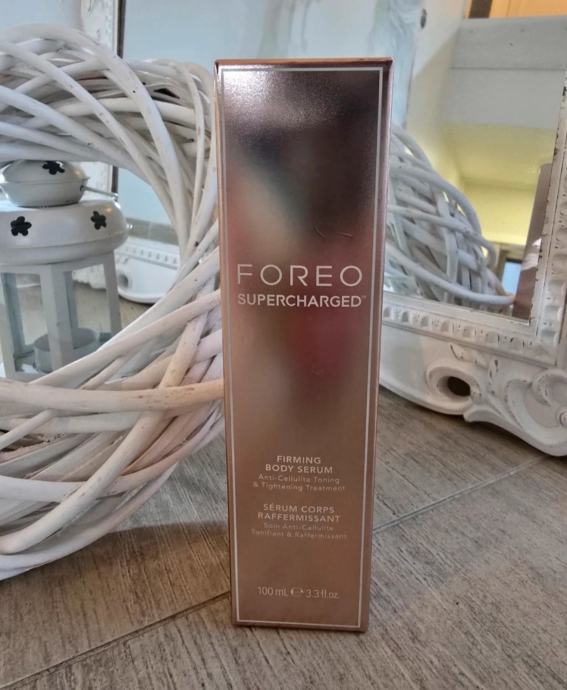 FOREO
SUPERCHARGED™
FIRMING
BODY SERUM
Anti-Cellulite Toning
& Tightening Treatment
SÉRUM CORPS
RAFFERMISSANT
Soin Anti-Cellulite
Tonifiant & Raffermissant
100 mL ℮ 3.3 fl.oz.